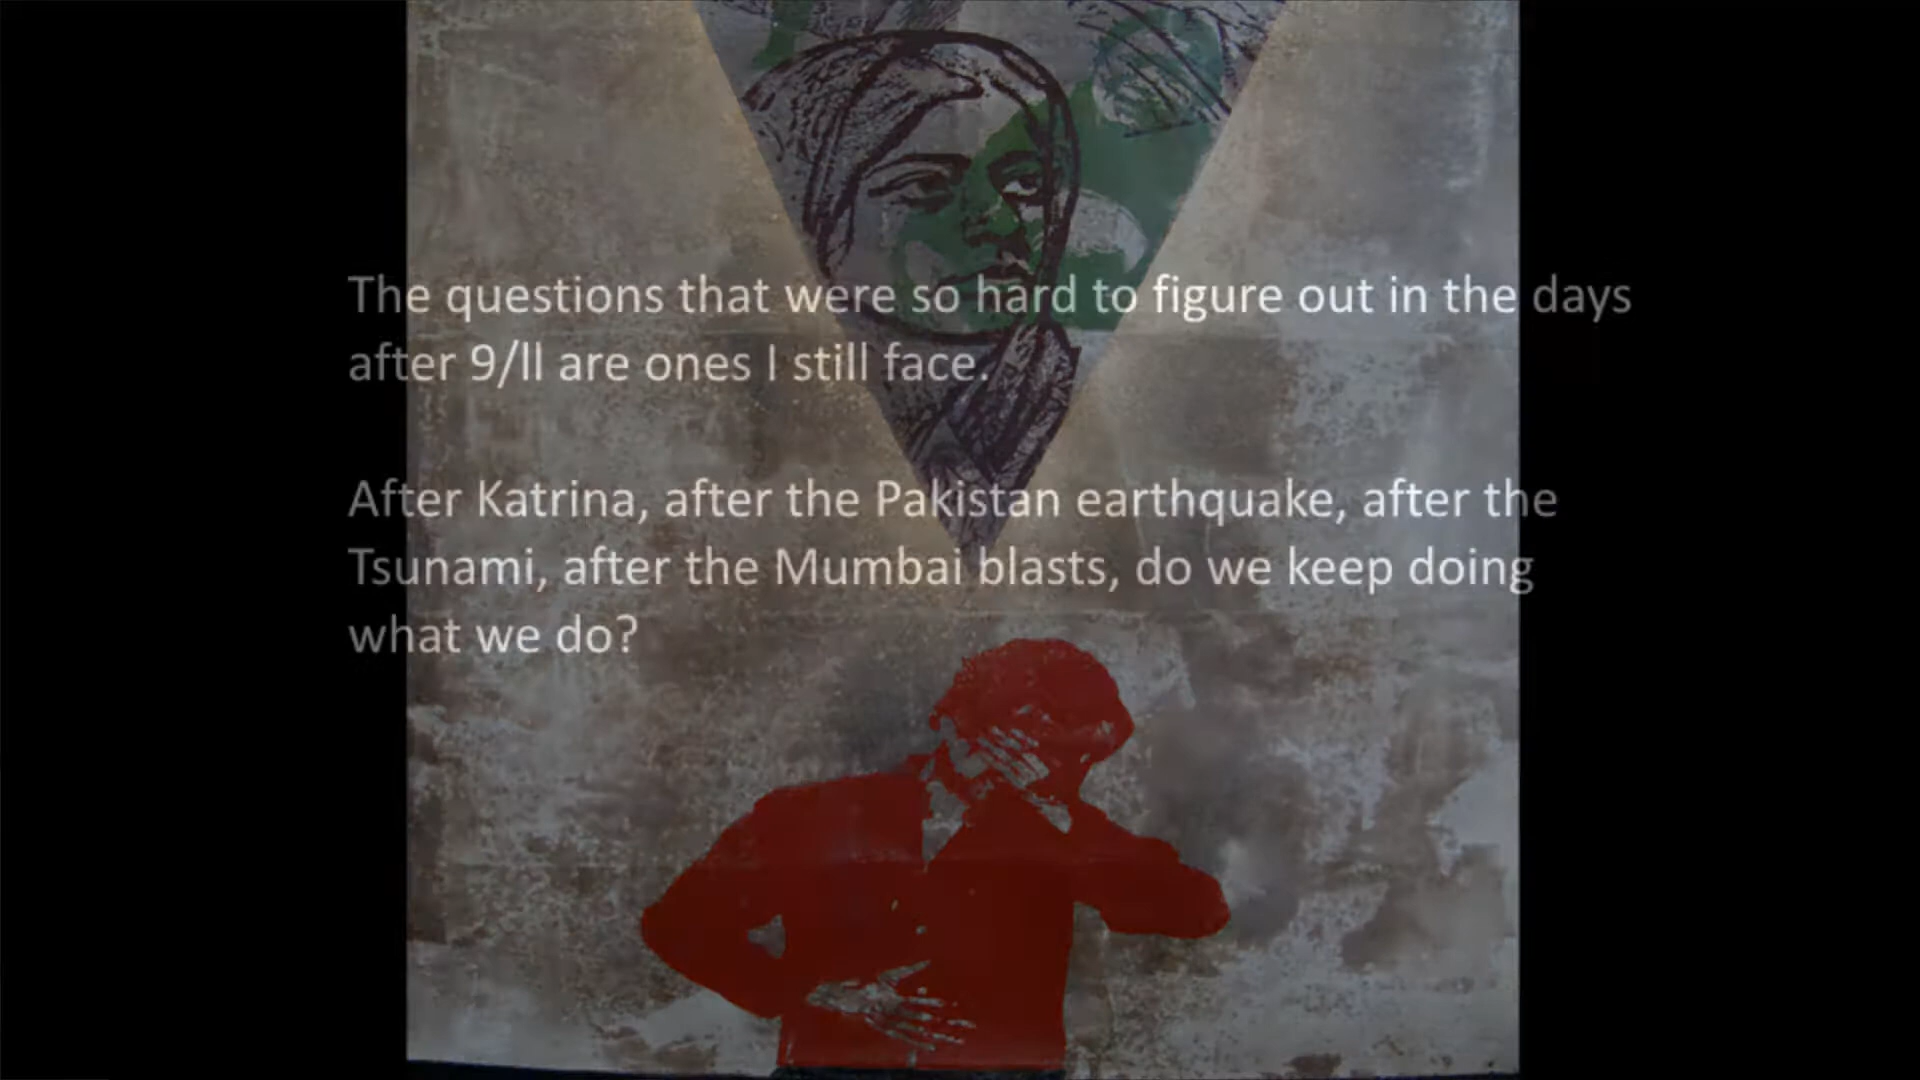 The questions that were so hard to figure out in the days
after 9/ll are ones I still face.
After Katrina, after the Pakistan earthquake, after the
Tsunami, after the Mumbai blasts, do we keep doing
what we do?